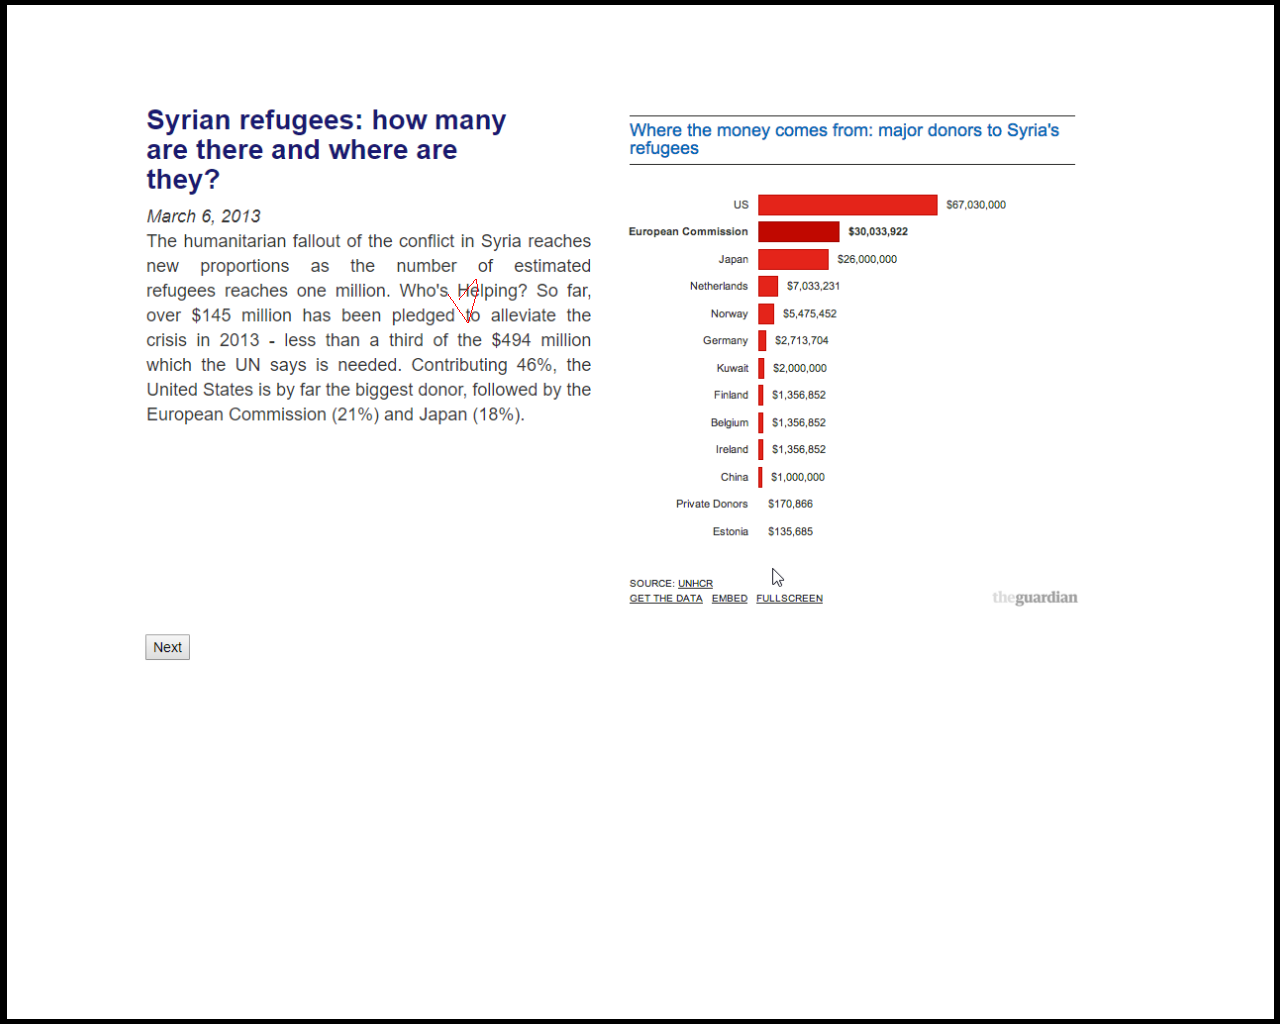 Syrian refugees: how many
are there and where are
they?
March 6, 2013
The humanitarian fallout of the conflict in Syria reaches
new proportions as the number of estimated
refugees reaches one million. Who's Helping? So far,
over $145 million has been pledged to alleviate the
crisis in 2013 - less than a third of the $494 million
which the UN says is needed. Contributing 46%, the
United States is by far the biggest donor, followed by the
European Commission (21%) and Japan (18%).
Where the money comes from: major donors to Syria's
refugees
US $67,030,000
European Commission $30,033,922
Japan $26,000,000
Netherlands $7,033,231
Norway $5,475,452
Germany $2,713,704
Kuwait $2,000,000
Finland $1,356,852
Belgium $1,356,852
Ireland $1,356,852
China $1,000,000
Private Donors $170,866
Estonia $135,685
SOURCE: UNHCR
GET THE DATA EMBED FULLSCREEN
theguardian
Next